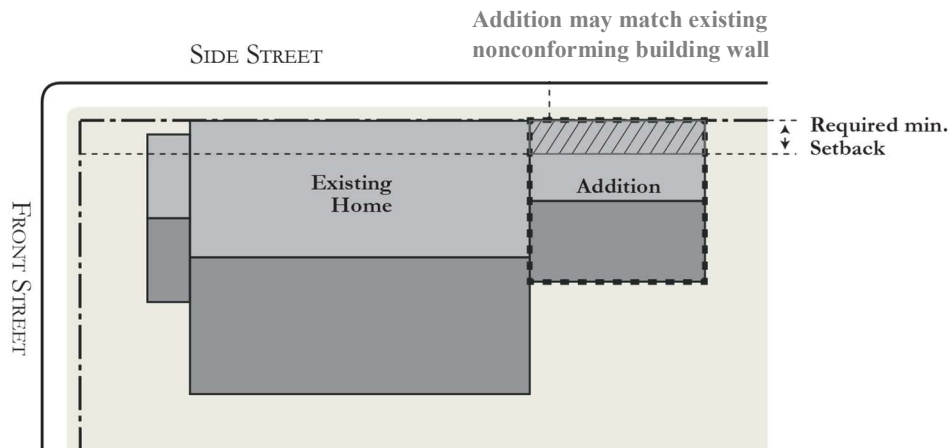 Addition may match existing
nonconforming building wall
SIDE STREET
Required min.
Setback
Existing
Home
Addition
FRONT STREET